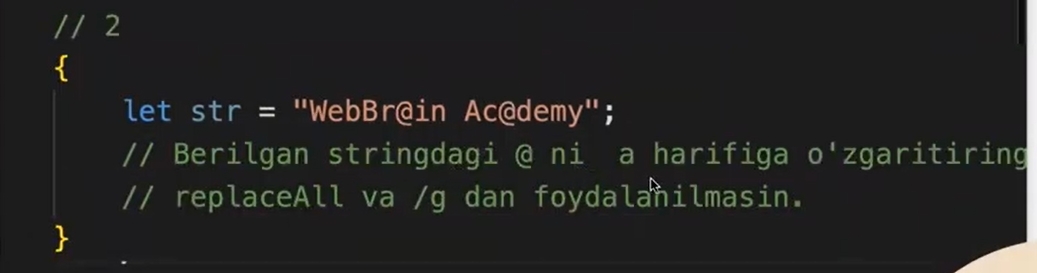 // 2
{
let str = "WebBr@in Ac@demy";
// Berilgan stringdagi @ ni  a harifiga o'zgaritiring
// replaceAll va /g dan foydalanilmasin.
}